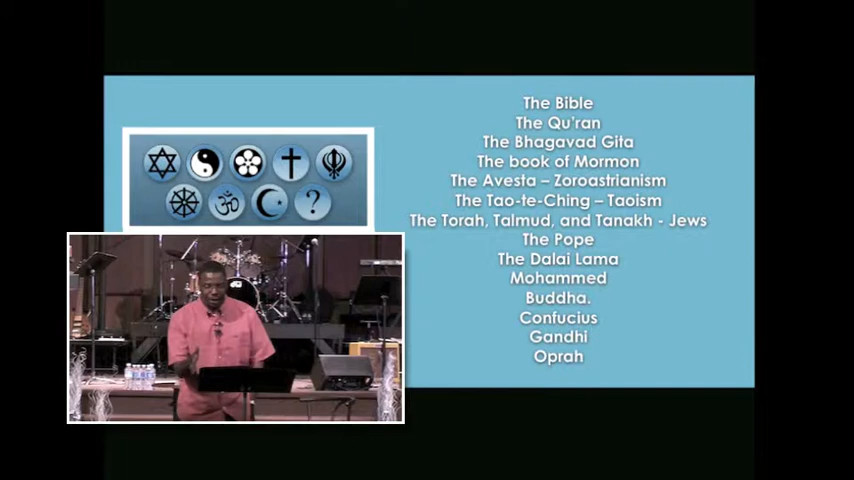 The Bible
The Qu'ran
The Bhagavad Gita
The book of Mormon
The Avesta – Zoroastrianism
The Tao-te-Ching – Taoism
The Torah, Talmud, and Tanakh - Jews
The Pope
The Dalai Lama
Mohammed
Buddha.
Confucius
Gandhi
Oprah
?